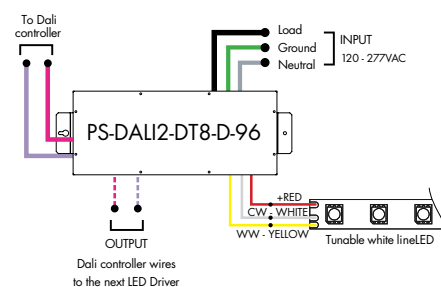 To Dali
controller
Load
Ground
Neutral
INPUT
120 - 277VAC
PS-DALI2-DT8-D-96
+RED
CW - WHITE
WW - YELLOW
OUTPUT
Dali controller wires
to the next LED Driver
Tunable white lineLED